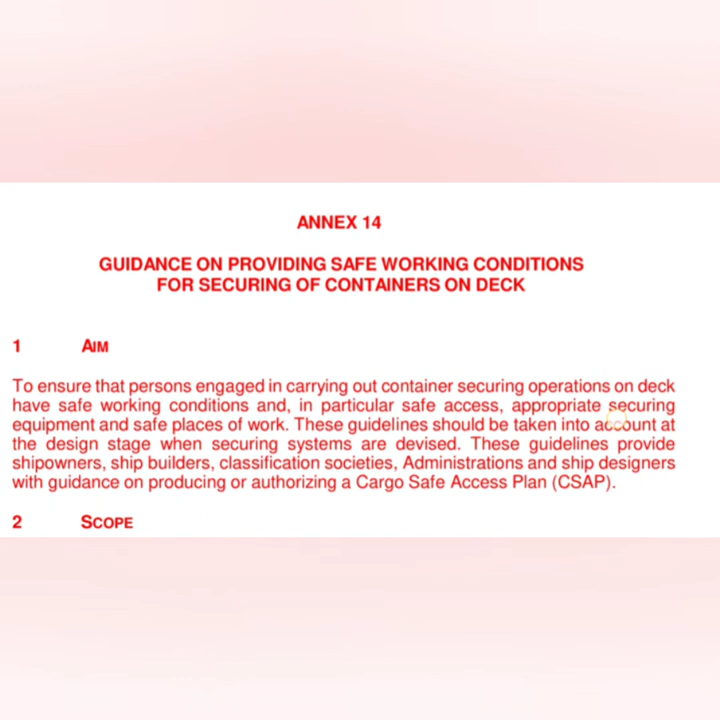 ANNEX 14
GUIDANCE ON PROVIDING SAFE WORKING CONDITIONS
FOR SECURING OF CONTAINERS ON DECK
1 AIM
To ensure that persons engaged in carrying out container securing operations on deck
have safe working conditions and, in particular safe access, appropriate securing
equipment and safe places of work. These guidelines should be taken into account at
the design stage when securing systems are devised. These guidelines provide
shipowners, ship builders, classification societies, Administrations and ship designers
with guidance on producing or authorizing a Cargo Safe Access Plan (CSAP).
2 SCOPE